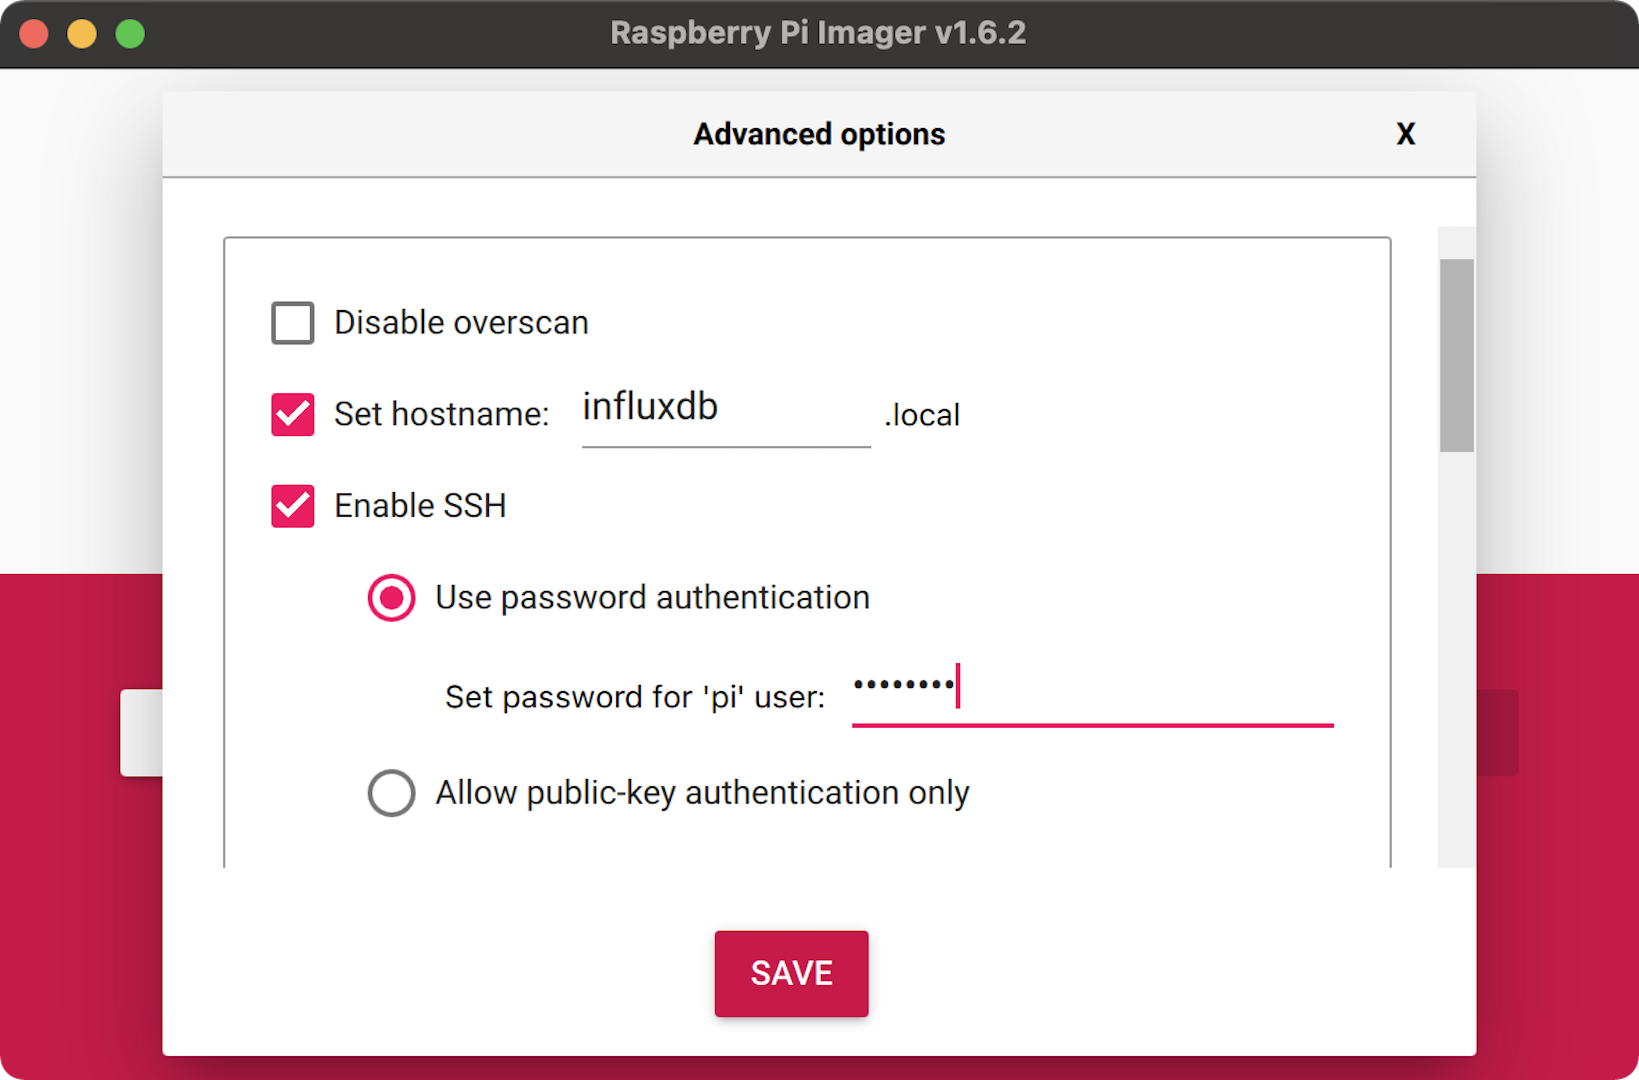 Raspberry Pi Imager v1.6.2
Advanced options X
Disable overscan
Set hostname: influxdb .local
Enable SSH
Use password authentication
Set password for 'pi' user: ••••••••
Allow public-key authentication only
SAVE